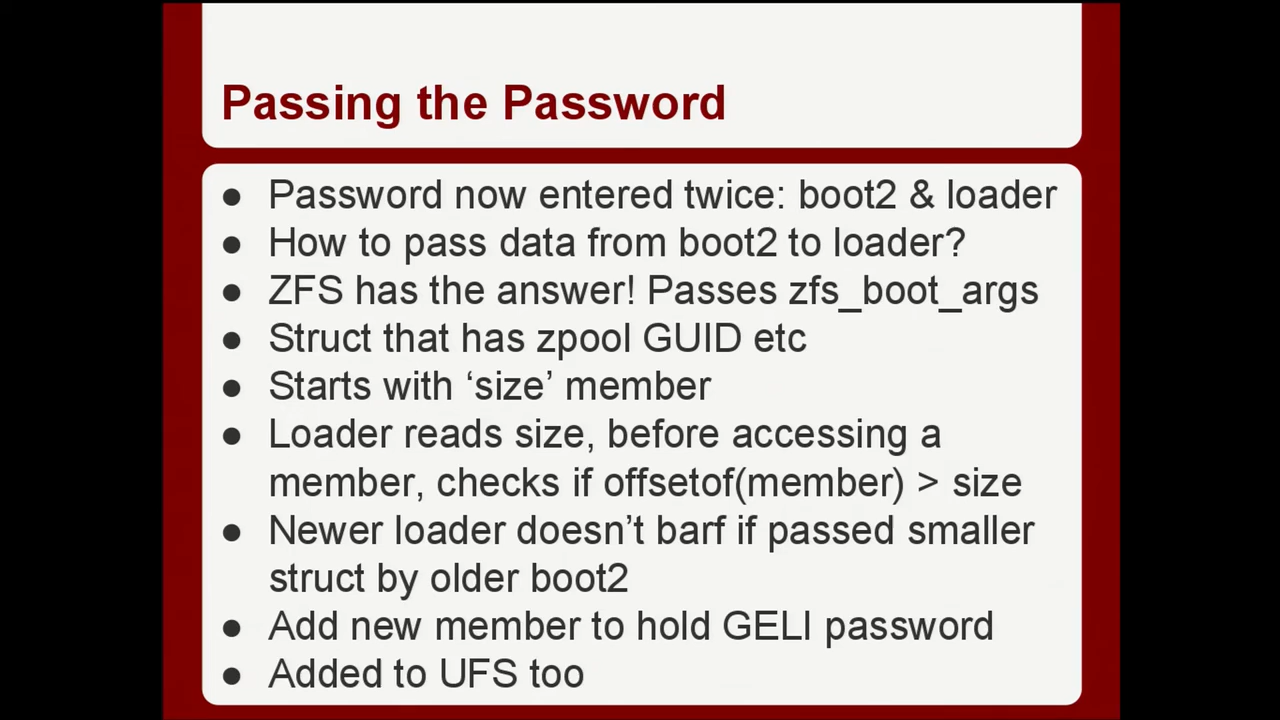 Passing the Password
● Password now entered twice: boot2 & loader
● How to pass data from boot2 to loader?
● ZFS has the answer! Passes zfs_boot_args
● Struct that has zpool GUID etc
● Starts with ‘size’ member
● Loader reads size, before accessing a
member, checks if offsetof(member) > size
● Newer loader doesn’t barf if passed smaller
struct by older boot2
● Add new member to hold GELI password
● Added to UFS too